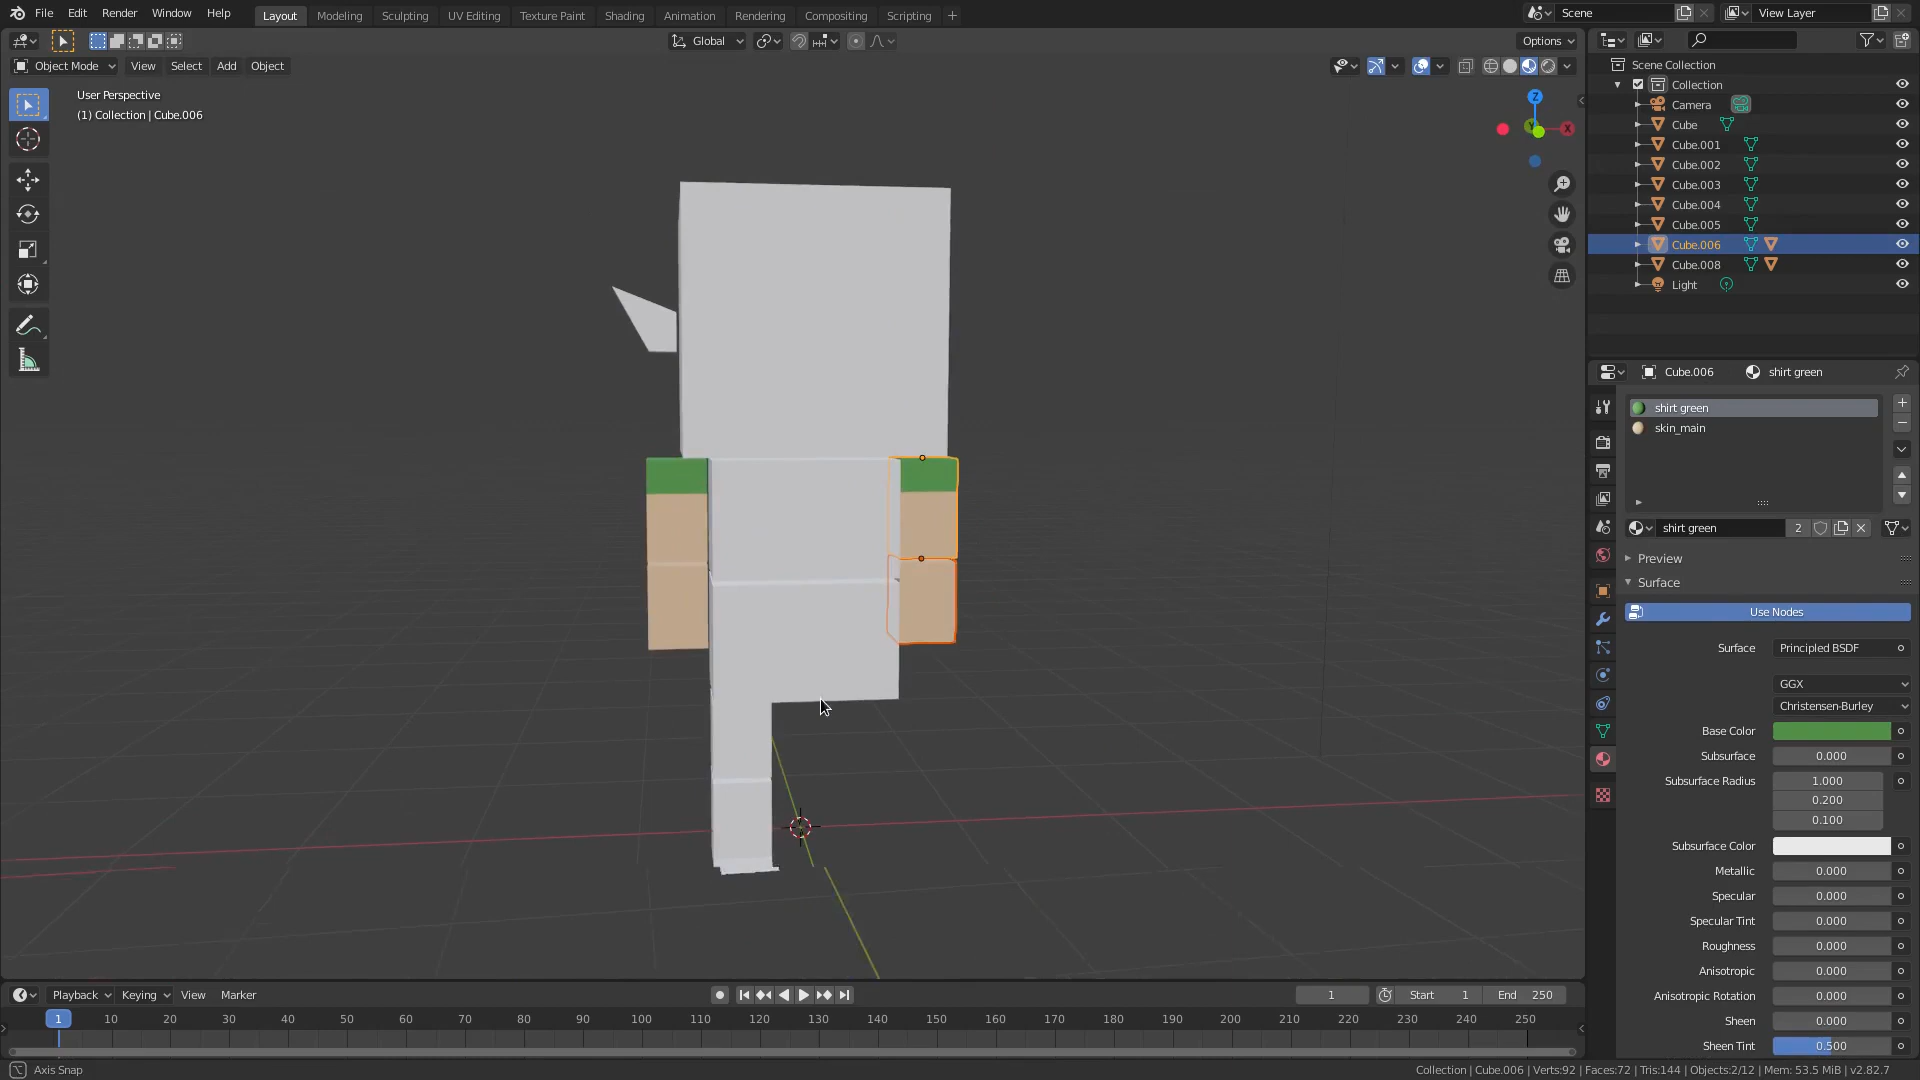 File Edit Render Window Help Layout Modeling Sculpting UV Editing Texture Paint Shading Animation Rendering Compositing Scripting + Scene View Layer
Global Options
Object Mode View Select Add Object
User Perspective
(1) Collection | Cube.006
Z
Y
X
Scene Collection
Collection
Camera
Cube
Cube.001
Cube.002
Cube.003
Cube.004
Cube.005
Cube.006
Cube.008
Light
Cube.006 shirt green
shirt green
skin_main
shirt green 2
Preview
Surface
Use Nodes
Surface Principled BSDF
GGX
Christensen-Burley
Base Color
Subsurface 0.000
Subsurface Radius 1.000
0.200
0.100
Subsurface Color
Metallic 0.000
Specular 0.000
Specular Tint 0.000
Roughness 0.000
Anisotropic 0.000
Anisotropic Rotation 0.000
Sheen 0.000
Sheen Tint 0.500
Playback Keying View Marker 1 Start 1 End 250
1 10 20 30 40 50 60 70 80 90 100 110 120 130 140 150 160 170 180 190 200 210 220 230 240 250
Axis Snap Collection | Cube.006 | Verts:92 | Faces:72 | Tris:144 | Objects:2/12 | Mem: 53.5 MiB | v2.82.7